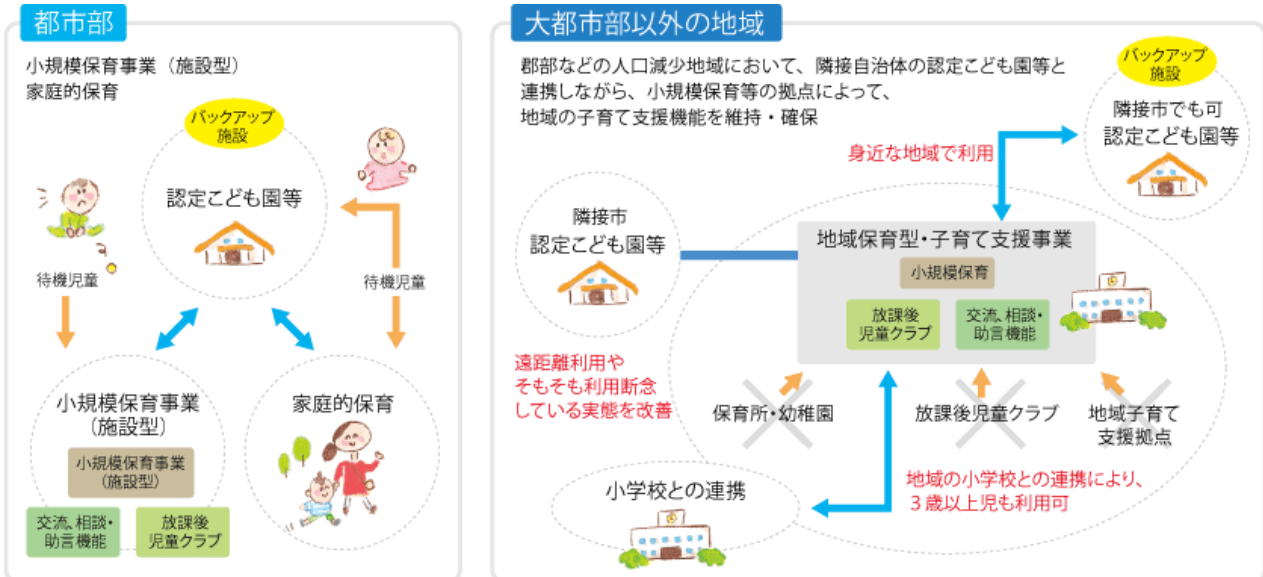 都市部
小規模保育事業（施設型）
家庭的保育
バックアップ
施設
認定こども園等
待機児童
待機児童
小規模保育事業
（施設型）
小規模保育事業
（施設型）
交流、相談・
助言機能
放課後
児童クラブ
家庭的保育
大都市部以外の地域
郡部などの人口減少地域において、隣接自治体の認定こども園等と
連携しながら、小規模保育等の拠点によって、
地域の子育て支援機能を維持・確保
バックアップ
施設
隣接市でも可
認定こども園等
身近な地域で利用
隣接市
認定こども園等
地域保育型・子育て支援事業
小規模保育
放課後
児童クラブ
交流、相談・
助言機能
遠距離利用や
そもそも利用断念
している実態を改善
保育所・幼稚園
放課後児童クラブ
地域子育て
支援拠点
地域の小学校との連携により、
３歳以上児も利用可
小学校との連携